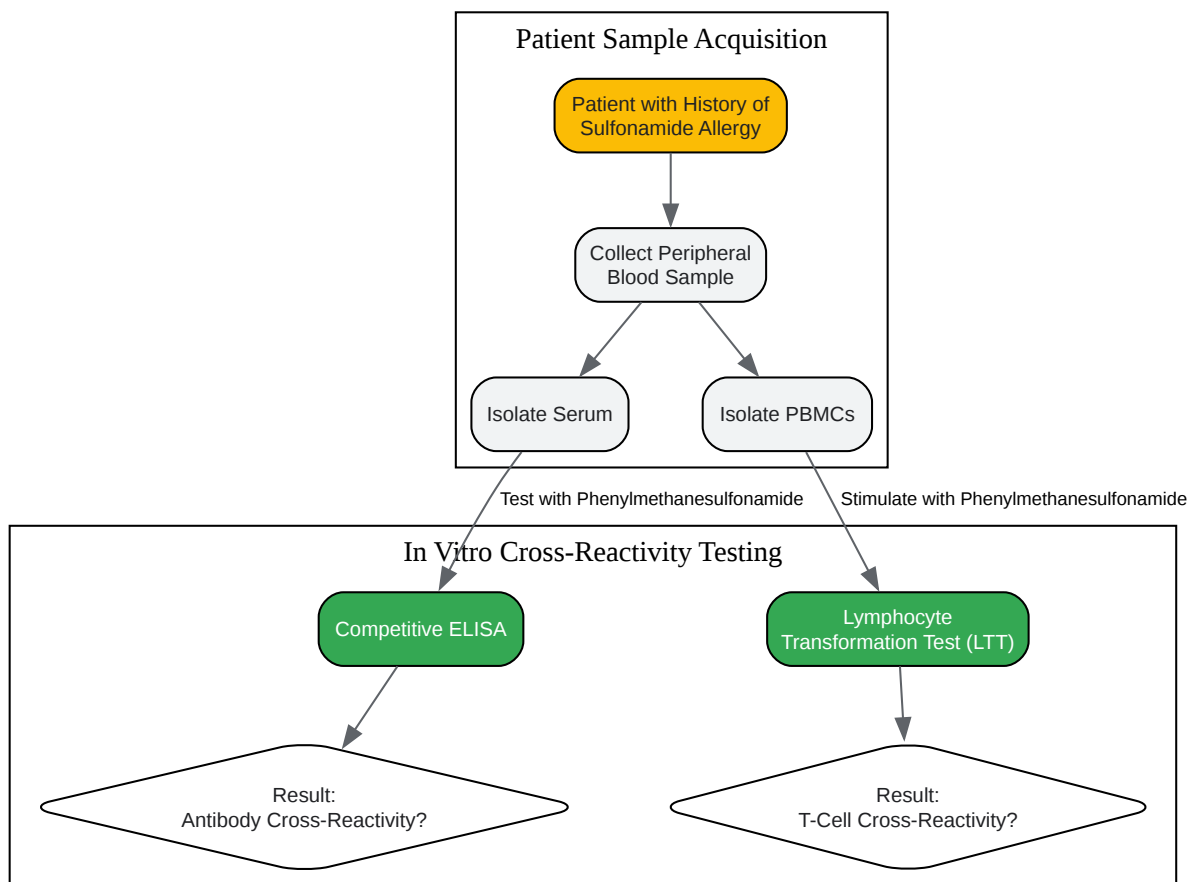 Patient Sample Acquisition
Patient with History of
Sulfonamide Allergy
Collect Peripheral
Blood Sample
Isolate Serum
Isolate PBMCs
Test with Phenylmethanesulfonamide
Stimulate with Phenylmethanesulfonamide
In Vitro Cross-Reactivity Testing
Competitive ELISA
Lymphocyte
Transformation Test (LTT)
Result:
Antibody Cross-Reactivity?
Result:
T-Cell Cross-Reactivity?